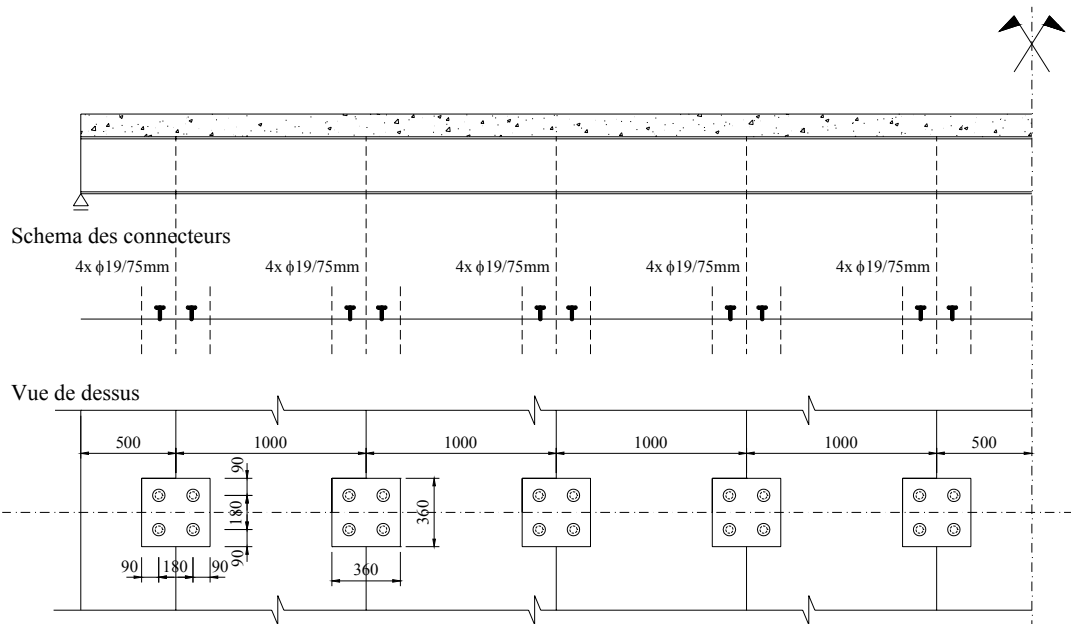 Schema des connecteurs
4x ϕ19/75mm 4x ϕ19/75mm 4x ϕ19/75mm 4x ϕ19/75mm 4x ϕ19/75mm
Vue de dessus
500 1000 1000 1000 1000 500
90
180
90
360
90 180 90
360